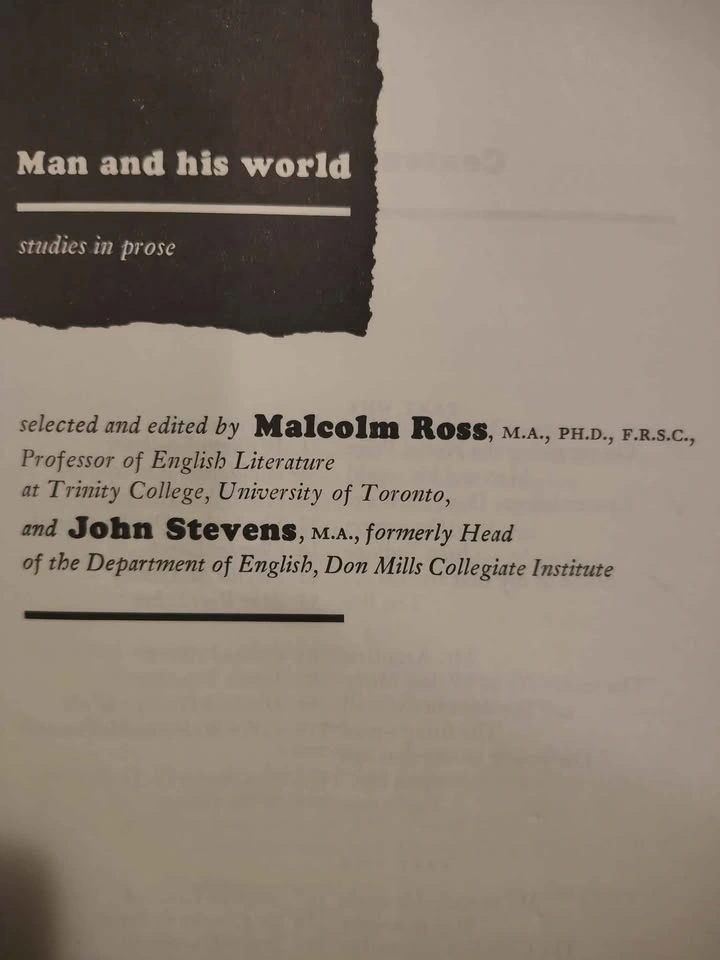 Man and his world
studies in prose
selected and edited by Malcolm Ross, M.A., PH.D., F.R.S.C.,
Professor of English Literature
at Trinity College, University of Toronto,
and John Stevens, M.A., formerly Head
of the Department of English, Don Mills Collegiate Institute